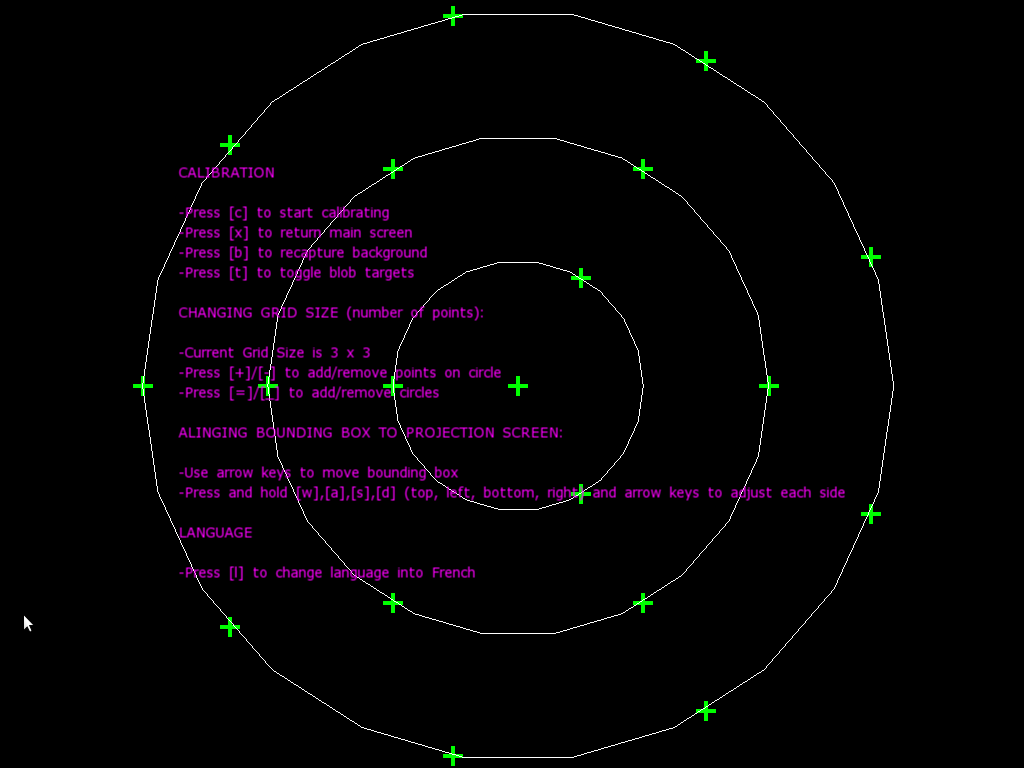 CALIBRATION
-Press [c] to start calibrating
-Press [x] to return main screen
-Press [b] to recapture background
-Press [t] to toggle blob targets
CHANGING GRID SIZE (number of points):
-Current Grid Size is 3 x 3
-Press [+]/[-] to add/remove points on circle
-Press [=]/[_] to add/remove circles
ALINGING BOUNDING BOX TO PROJECTION SCREEN:
-Use arrow keys to move bounding box
-Press and hold [w],[a],[s],[d] (top, left, bottom, right) and arrow keys to adjust each side
LANGUAGE
-Press [l] to change language into French